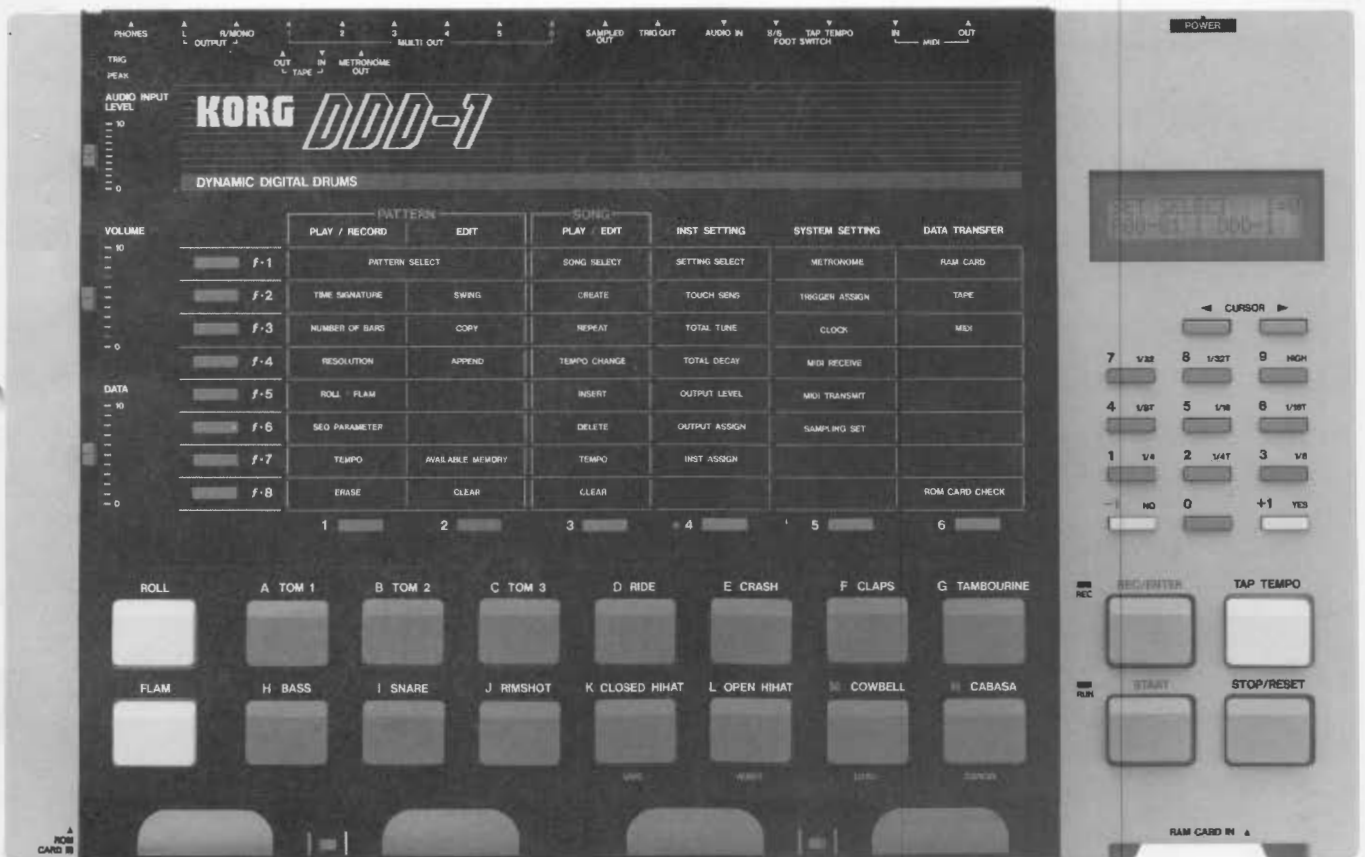 PHONES L R/MONO 1 2 3 4 5 6 SAMPLED OUT TRIG OUT AUDIO IN S/S TAP TEMPO IN OUT
OUTPUT MULTI OUT FOOT SWITCH MIDI
POWER
TRIG
PEAK
OUT IN METRONOME OUT
TAPE
AUDIO INPUT LEVEL
10
0
KORG DDD-1
DYNAMIC DIGITAL DRUMS
VOLUME
10
0
DATA
10
0
PATTERN SONG
PLAY / RECORD EDIT PLAY / EDIT INST SETTING SYSTEM SETTING DATA TRANSFER
f·1 PATTERN SELECT SONG SELECT SETTING SELECT METRONOME RAM CARD
f·2 TIME SIGNATURE SWING CREATE TOUCH SENS TRIGGER ASSIGN TAPE
f·3 NUMBER OF BARS COPY REPEAT TOTAL TUNE CLOCK MIDI
f·4 RESOLUTION APPEND TEMPO CHANGE TOTAL DECAY MIDI RECEIVE
f·5 ROLL / FLAM INSERT OUTPUT LEVEL MIDI TRANSMIT
f·6 SEQ PARAMETER DELETE OUTPUT ASSIGN SAMPLING SET
f·7 TEMPO AVAILABLE MEMORY TEMPO INST ASSIGN
f·8 ERASE CLEAR CLEAR ROM CARD CHECK
1 2 3 4 5 6
SET SELECT
DDD-1
◄ CURSOR ►
7 1/32 8 1/32T 9 HIGH
4 1/8T 5 1/16 6 1/16T
1 1/4 2 1/4T 3 1/8
-1 NO 0 +1 YES
ROLL A TOM 1 B TOM 2 C TOM 3 D RIDE E CRASH F CLAPS G TAMBOURINE
FLAM H BASS I SNARE J RIMSHOT K CLOSED HIHAT L OPEN HIHAT M COWBELL N CABASA
REC REC/ENTER TAP TEMPO
RUN START STOP/RESET
ROM CARD IN
RAM CARD IN ▲